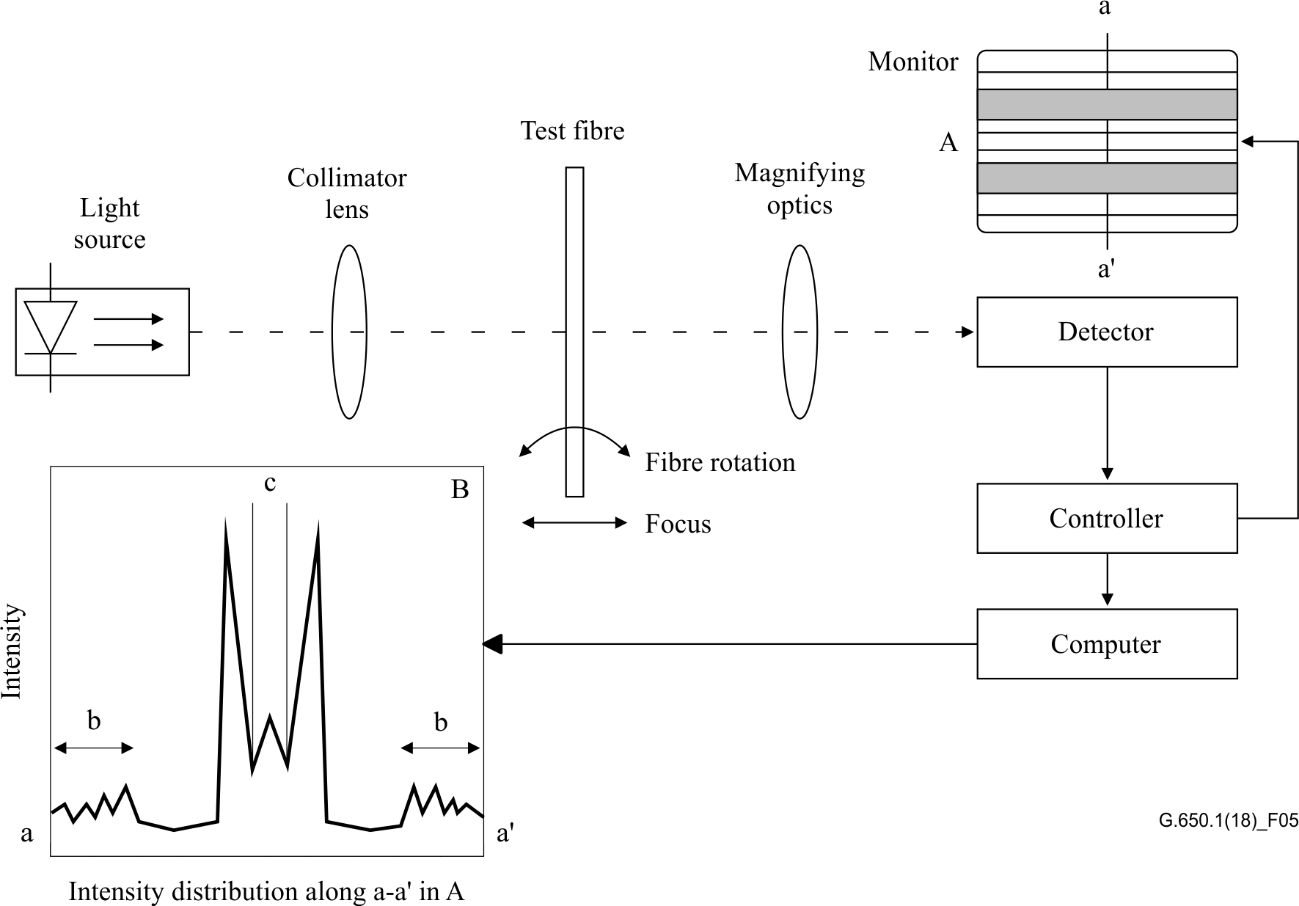 a
Monitor
A
a'
Test fibre
Collimator
lens
Magnifying
optics
Light
source
Detector
Fibre rotation
Focus
Controller
Computer
c
B
Intensity
b
b
a
a'
G.650.1(18)_F05
Intensity distribution along a-a' in A